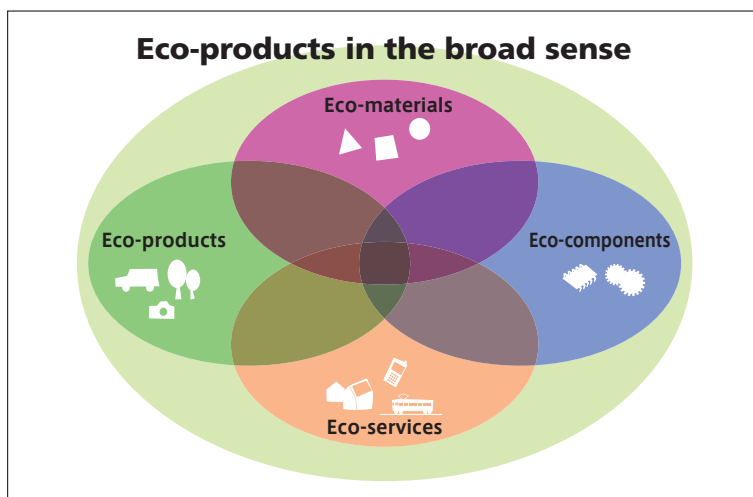 Eco-products in the broad sense
Eco-materials
Eco-products
Eco-components
Eco-services